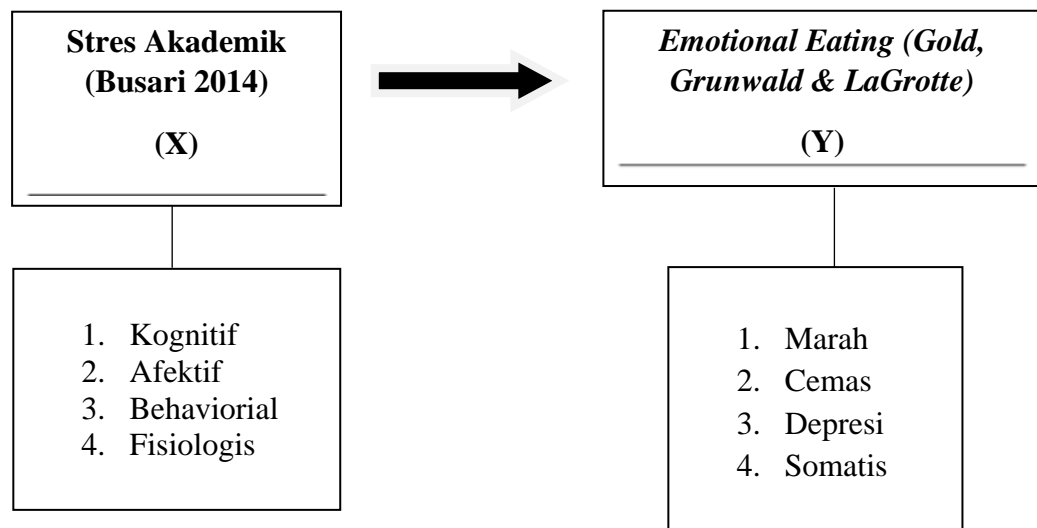 Stres Akademik
(Busari 2014)
(X)
Emotional Eating (Gold,
Grunwald & LaGrotte)
(Y)
1. Kognitif
2. Afektif
3. Behaviorial
4. Fisiologis
1. Marah
2. Cemas
3. Depresi
4. Somatis